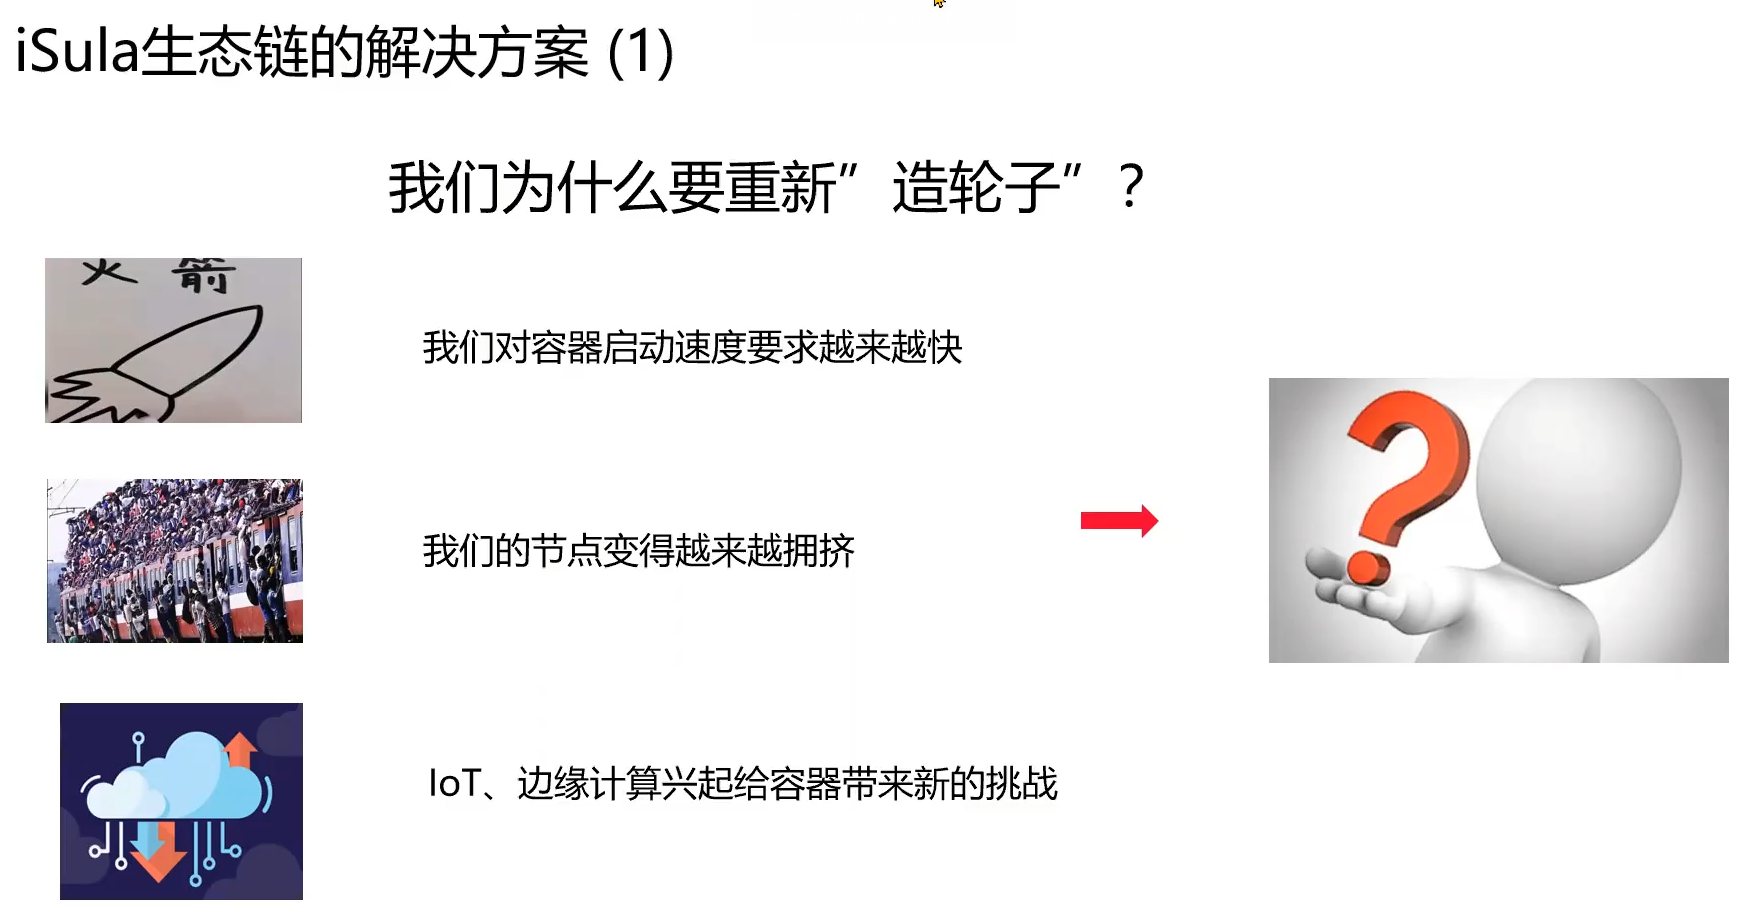 iSula生态链的解决方案 (1)
我们为什么要重新”造轮子”？
火箭
我们对容器启动速度要求越来越快
我们的节点变得越来越拥挤
IoT、边缘计算兴起给容器带来新的挑战